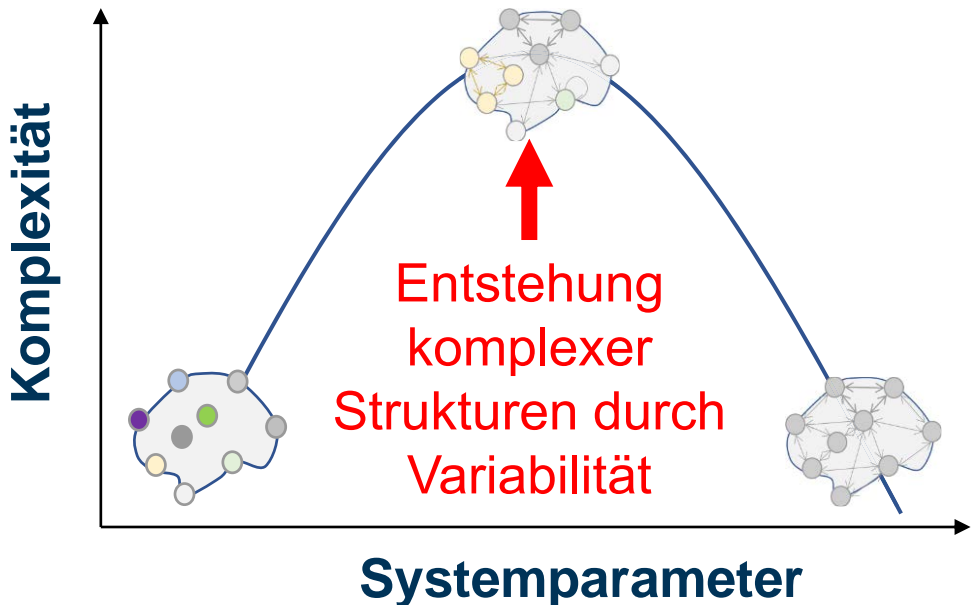 Komplexität
Entstehung
komplexer
Strukturen durch
Variabilität
Systemparameter